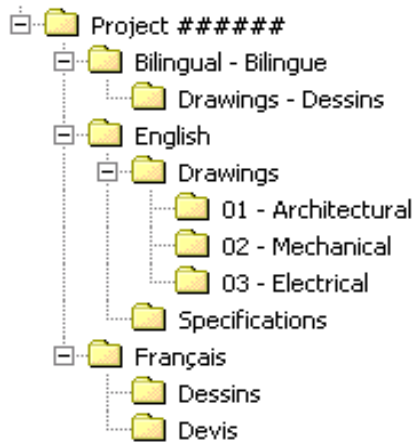 Project ######
Bilingual - Bilingue
Drawings - Dessins
English
Drawings
01 - Architectural
02 - Mechanical
03 - Electrical
Specifications
Français
Dessins
Devis